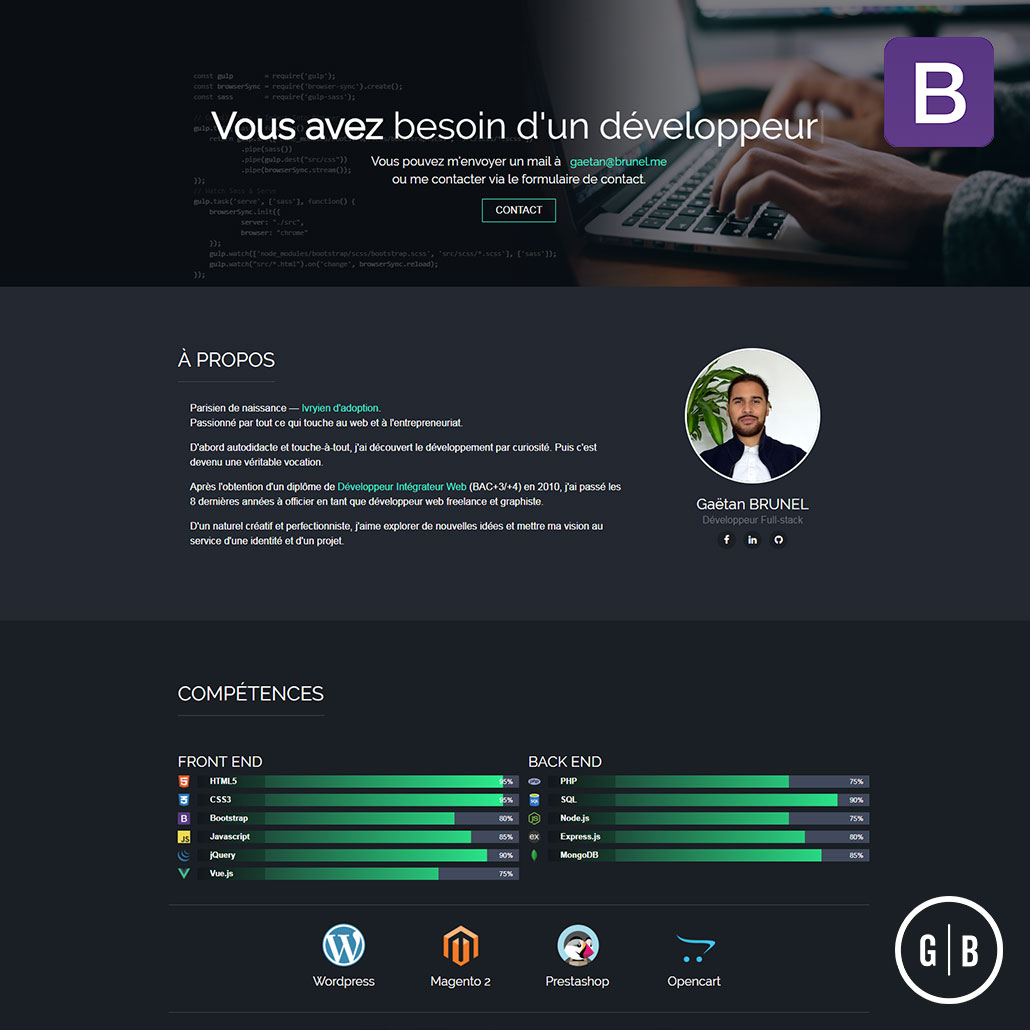 const gulp = require('gulp');
const browserSync = require('browser-sync').create();
const sass = require('gulp-sass');
B
Vous avez besoin d'un développeur
.pipe(sass())
.pipe(gulp.dest("src/css"))
.pipe(browserSync.stream());
});
Vous pouvez m'envoyer un mail à gaetan@brunel.me
ou me contacter via le formulaire de contact.
// Watch Sass & Serve
gulp.task('serve', ['sass'], function() {
browserSync.init({
server: "./src",
browser: "chrome"
});
CONTACT
gulp.watch(['node_modules/bootstrap/scss/bootstrap.scss', 'src/scss/*.scss'], ['sass']);
gulp.watch("src/*.html").on('change', browserSync.reload);
});
À PROPOS
Parisien de naissance — Ivryien d'adoption.
Passionné par tout ce qui touche au web et à l'entrepreneuriat.
D'abord autodidacte et touche-à-tout, j'ai découvert le développement par curiosité. Puis c'est
devenu une véritable vocation.
Après l'obtention d'un diplôme de Développeur Intégrateur Web (BAC+3/+4) en 2010, j'ai passé les
8 dernières années à officier en tant que développeur web freelance et graphiste.
D'un naturel créatif et perfectionniste, j'aime explorer de nouvelles idées et mettre ma vision au
service d'une identité et d'un projet.
Gaëtan BRUNEL
Développeur Full-stack
COMPÉTENCES
FRONT END
HTML5 95%
CSS3 95%
B Bootstrap 80%
JS Javascript 85%
jQuery 90%
Vue.js 75%
BACK END
php PHP 75%
SQL SQL 90%
JS Node.js 75%
EX Express.js 80%
MongoDB 85%
Wordpress
Magento 2
Prestashop
Opencart
G | B